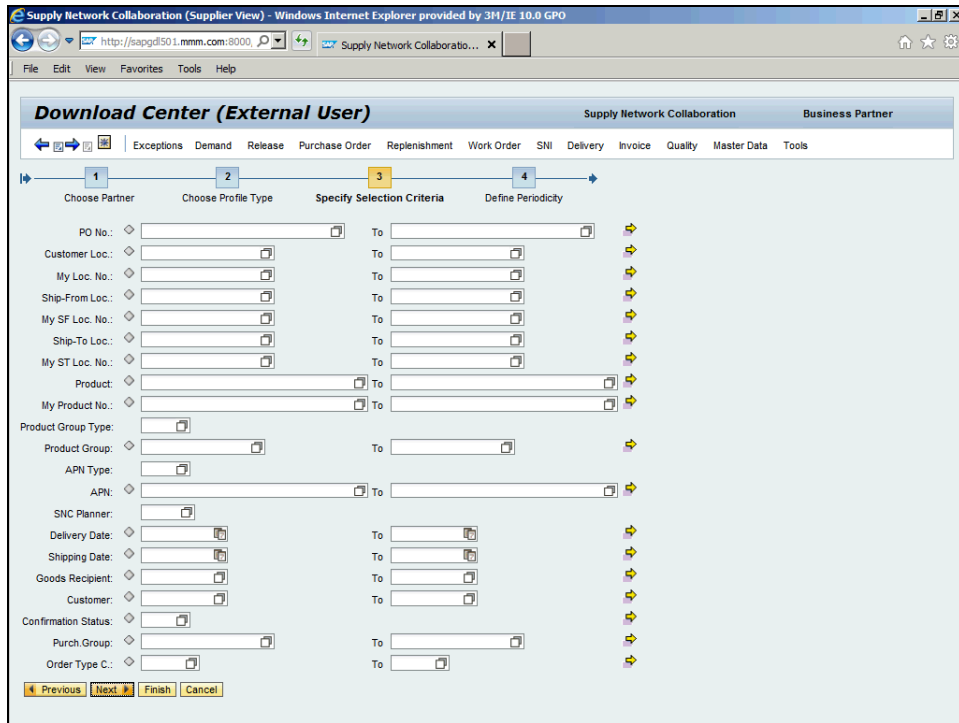 Supply Network Collaboration (Supplier View) - Windows Internet Explorer provided by 3M/IE 10.0 GPO
http://sapgdl501.mmm.com:8000, Supply Network Collaboratio...
File Edit View Favorites Tools Help
Download Center (External User) Supply Network Collaboration Business Partner
Exceptions Demand Release Purchase Order Replenishment Work Order SNI Delivery Invoice Quality Master Data Tools
1 2 3 4
Choose Partner Choose Profile Type Specify Selection Criteria Define Periodicity
PO No.: To
Customer Loc.: To
My Loc. No.: To
Ship-From Loc.: To
My SF Loc. No.: To
Ship-To Loc.: To
My ST Loc. No.: To
Product: To
My Product No.: To
Product Group Type:
Product Group: To
APN Type:
APN: To
SNC Planner:
Delivery Date: To
Shipping Date: To
Goods Recipient: To
Customer: To
Confirmation Status:
Purch.Group: To
Order Type C.: To
Previous Next Finish Cancel